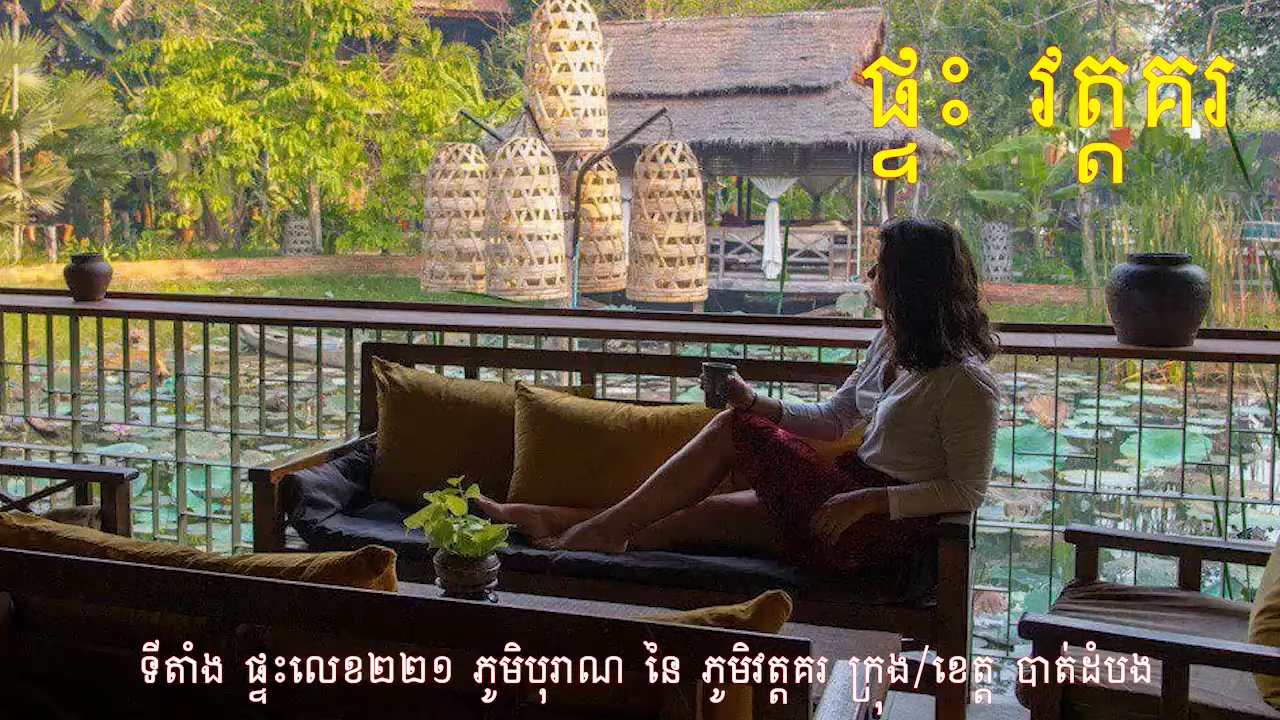 ផ្ទះ វត្តគរ
ទីតាំង ផ្ទះលេខ២២១ ភូមិបុរាណ នៃ ភូមិវត្តគរ ក្រុង/ខេត្ត បាត់ដំបង